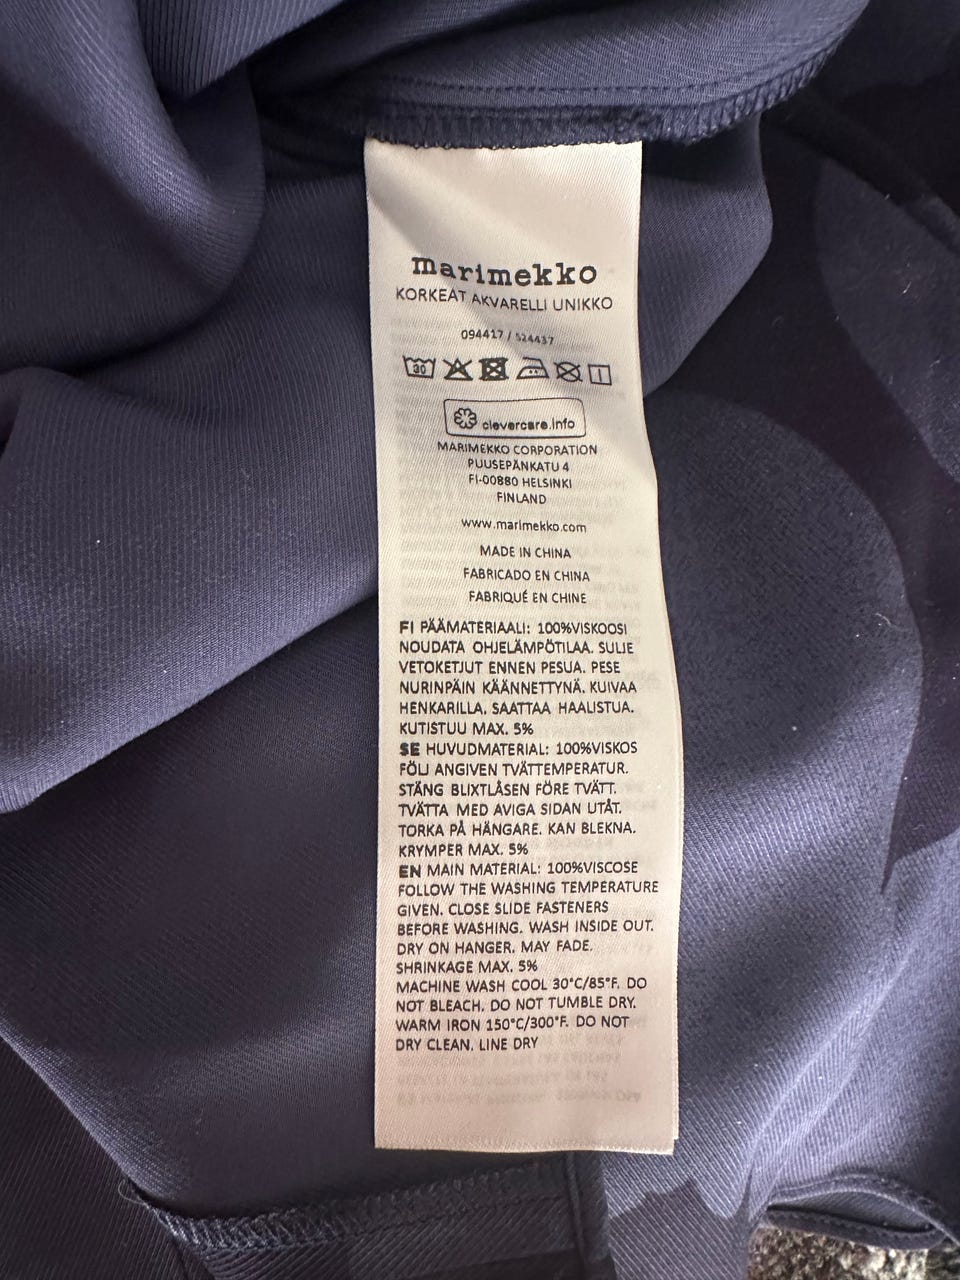 marimekko
KORKEAT AKVARELLI UNIKKO
094417 / 524437
30
clevercare.info
MARIMEKKO CORPORATION
PUUSEPÄNKATU 4
FI-00880 HELSINKI
FINLAND
www.marimekko.com
MADE IN CHINA
FABRICADO EN CHINA
FABRIQUÉ EN CHINE
FI PÄÄMATERIAALI: 100%VISKOOSI
NOUDATA OHJELÄMPÖTILAA. SULJE
VETOKETJUT ENNEN PESUA. PESE
NURINPÄIN KÄÄNNETTYNÄ. KUIVAA
HENKARILLA. SAATTAA HAALISTUA.
KUTISTUU MAX. 5%
SE HUVUDMATERIAL: 100%VISKOS
FÖLJ ANGIVEN TVÄTTEMPERATUR.
STÄNG BLIXTLÅSEN FÖRE TVÄTT.
TVÄTTA MED AVIGA SIDAN UTÅT.
TORKA PÅ HÄNGARE. KAN BLEKNA.
KRYMPER MAX. 5%
EN MAIN MATERIAL: 100%VISCOSE
FOLLOW THE WASHING TEMPERATURE
GIVEN. CLOSE SLIDE FASTENERS
BEFORE WASHING. WASH INSIDE OUT.
DRY ON HANGER. MAY FADE.
SHRINKAGE MAX. 5%
MACHINE WASH COOL 30°C/85°F. DO
NOT BLEACH. DO NOT TUMBLE DRY.
WARM IRON 150°C/300°F. DO NOT
DRY CLEAN. LINE DRY